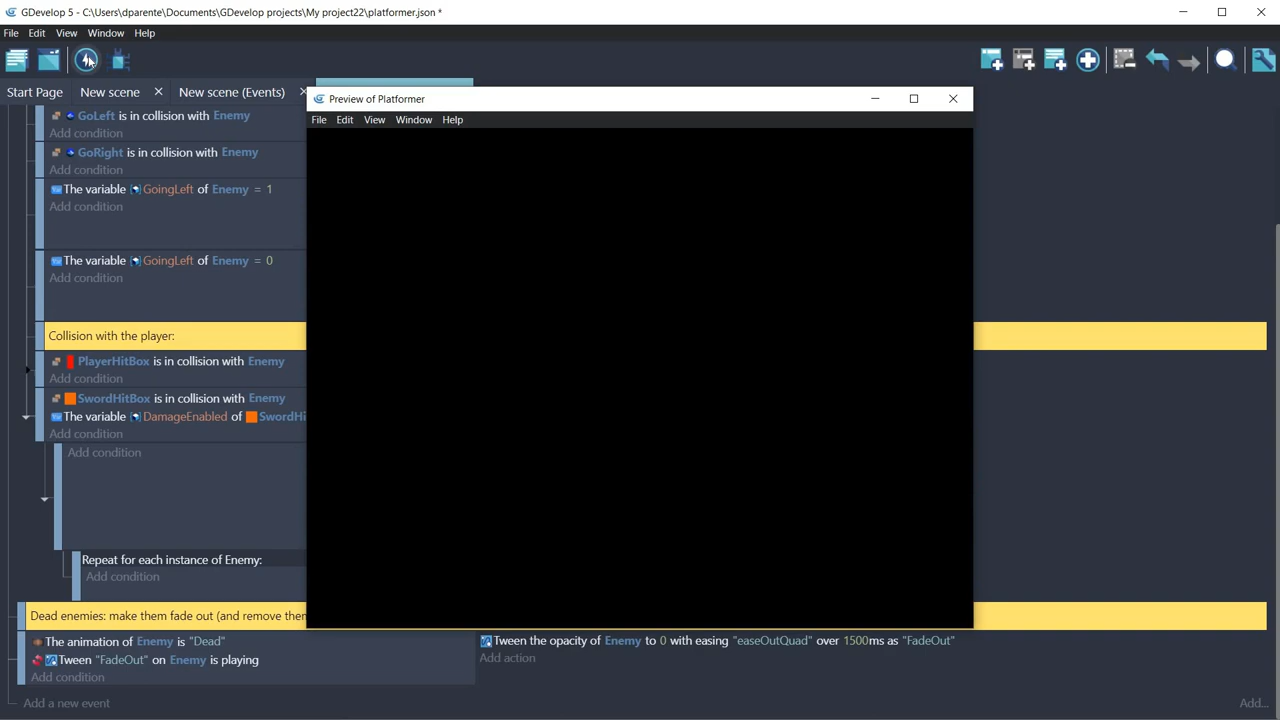 GDevelop 5 - C:\Users\dparente\Documents\GDevelop projects\My project22\platformer.json *
File Edit View Window Help
Start Page New scene New scene (Events)
Preview of Platformer
File Edit View Window Help
GoLeft is in collision with Enemy
Add condition
GoRight is in collision with Enemy
Add condition
The variable GoingLeft of Enemy = 1
Add condition
The variable GoingLeft of Enemy = 0
Add condition
Collision with the player:
PlayerHitBox is in collision with Enemy
Add condition
SwordHitBox is in collision with Enemy
The variable DamageEnabled of SwordHi
Add condition
Add condition
Repeat for each instance of Enemy:
Add condition
Dead enemies: make them fade out (and remove then
The animation of Enemy is "Dead"
Tween "FadeOut" on Enemy is playing
Add condition
Tween the opacity of Enemy to 0 with easing "easeOutQuad" over 1500ms as "FadeOut"
Add action
Add a new event Add...